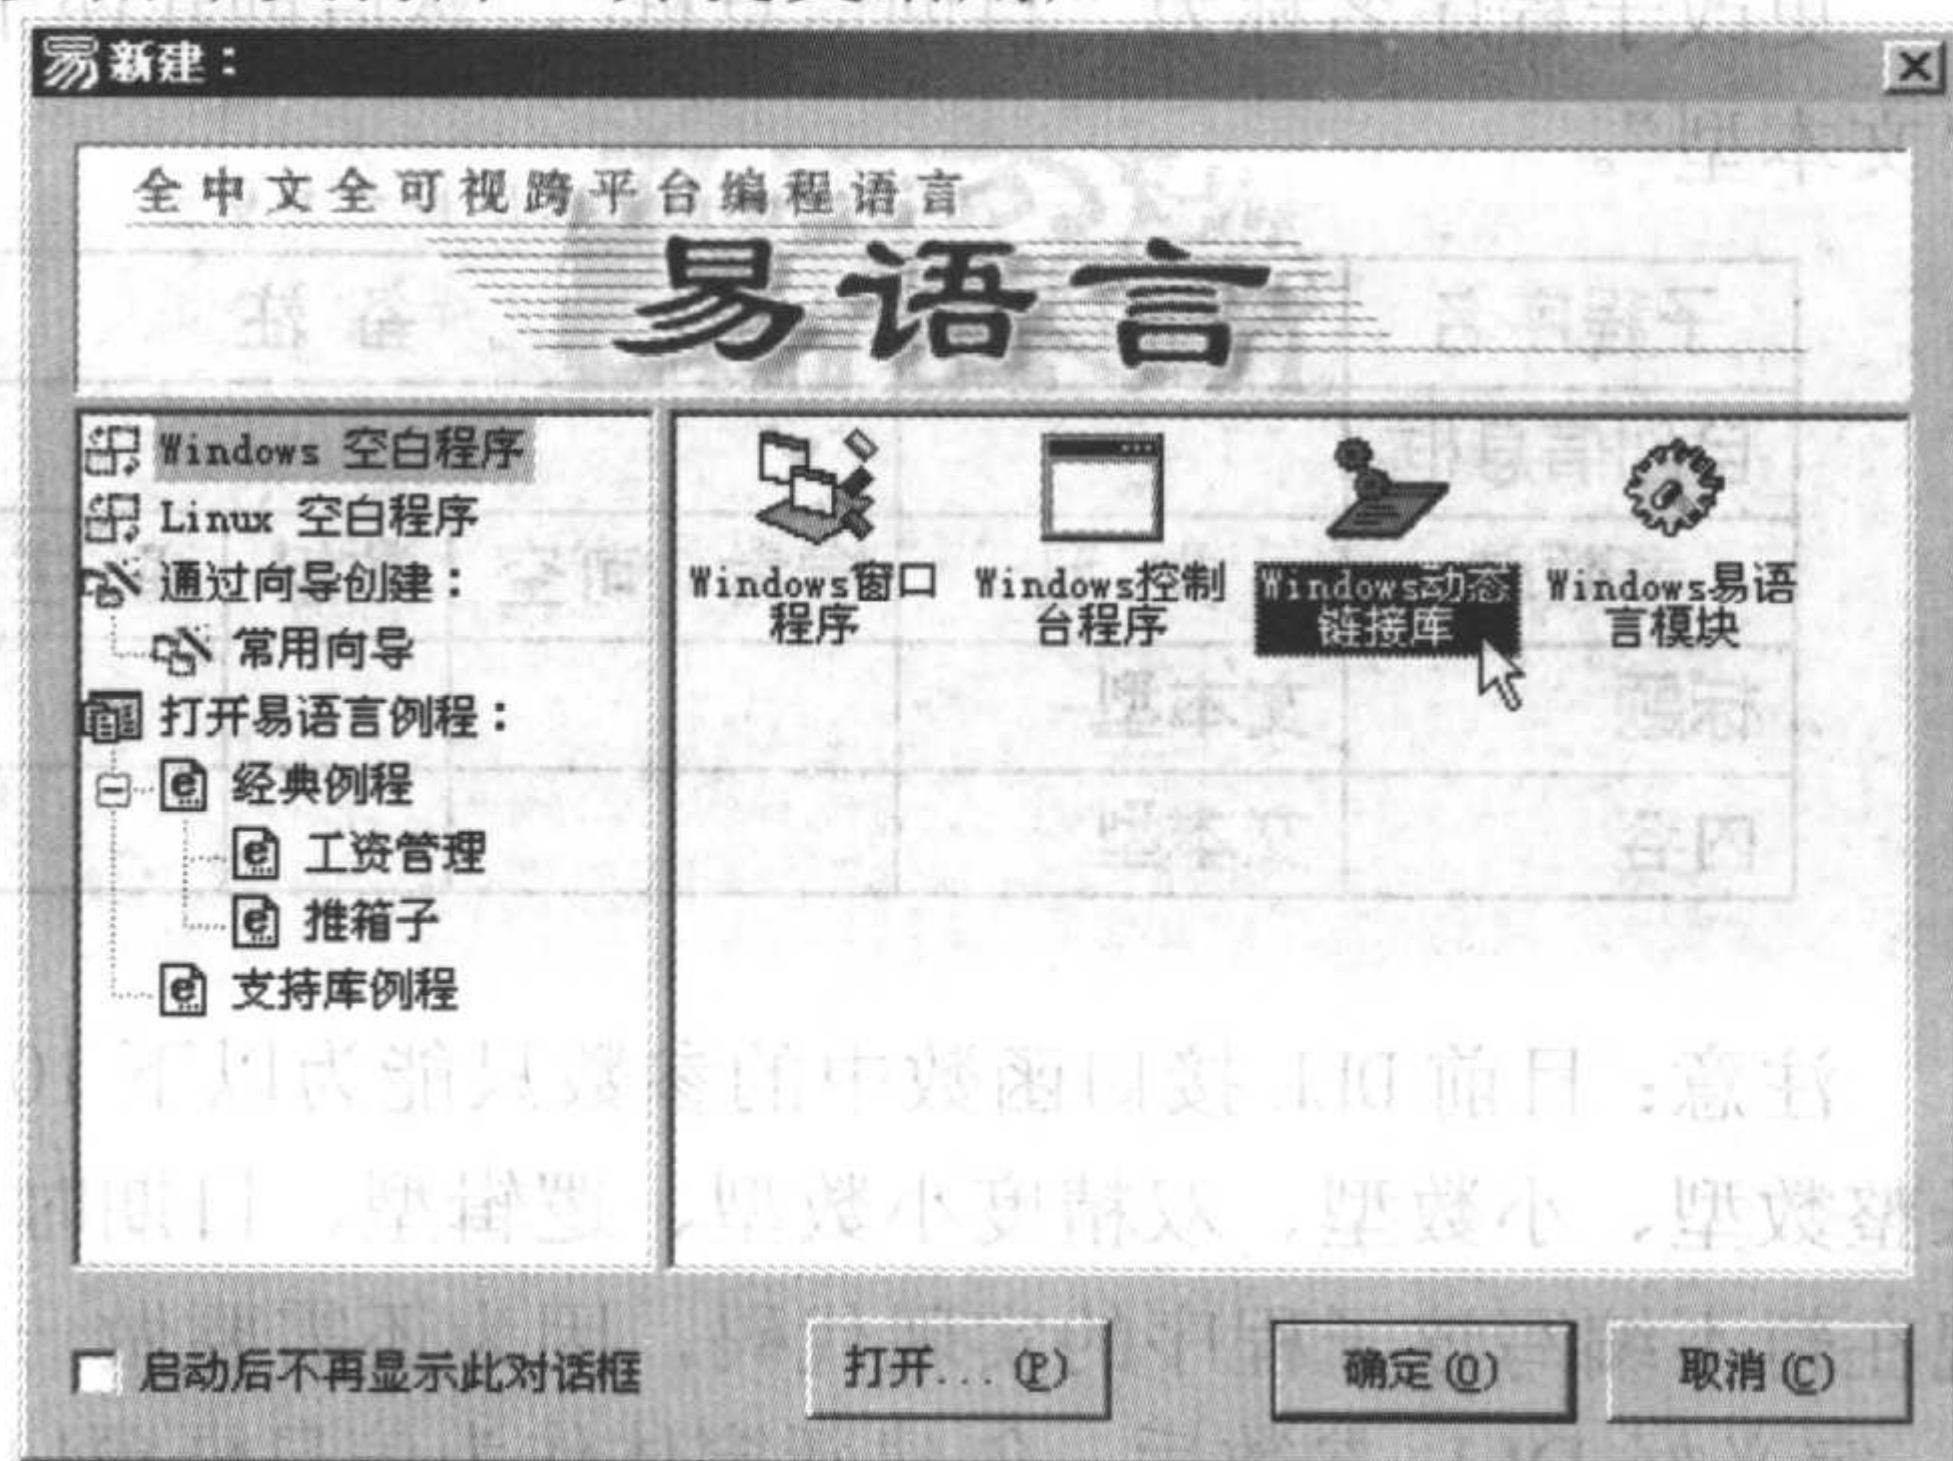 新建：
全中文全可视跨平台编程语言
易语言
Windows 空白程序
Linux 空白程序
通过向导创建：
常用向导
打开易语言例程：
经典例程
工资管理
推箱子
支持库例程
Windows窗口
程序
Windows控制
台程序
Windows动态
链接库
Windows易语
言模块
启动后不再显示此对话框
打开... (P)
确定(O)
取消(C)